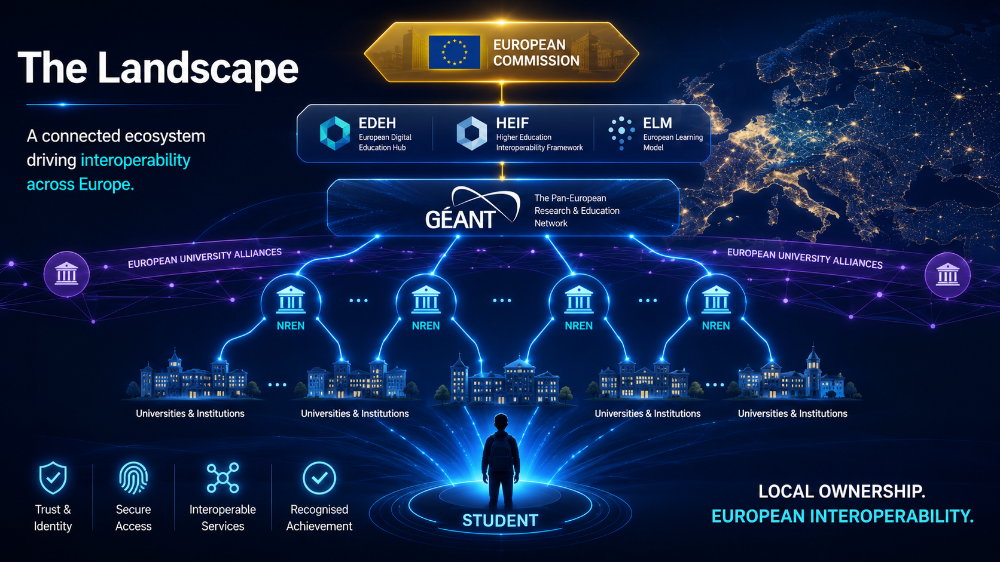 The Landscape
A connected ecosystem
driving interoperability
across Europe.
EUROPEAN
COMMISSION
EDEH
European Digital
Education Hub
HEIF
Higher Education
Interoperability Framework
ELM
European Learning
Model
GÉANT
The Pan-European
Research & Education
Network
EUROPEAN UNIVERSITY ALLIANCES
EUROPEAN UNIVERSITY ALLIANCES
NREN
NREN
NREN
NREN
Universities & Institutions
Universities & Institutions
Universities & Institutions
Universities & Institutions
STUDENT
Trust &
Identity
Secure
Access
Interoperable
Services
Recognised
Achievement
LOCAL OWNERSHIP.
EUROPEAN INTEROPERABILITY.